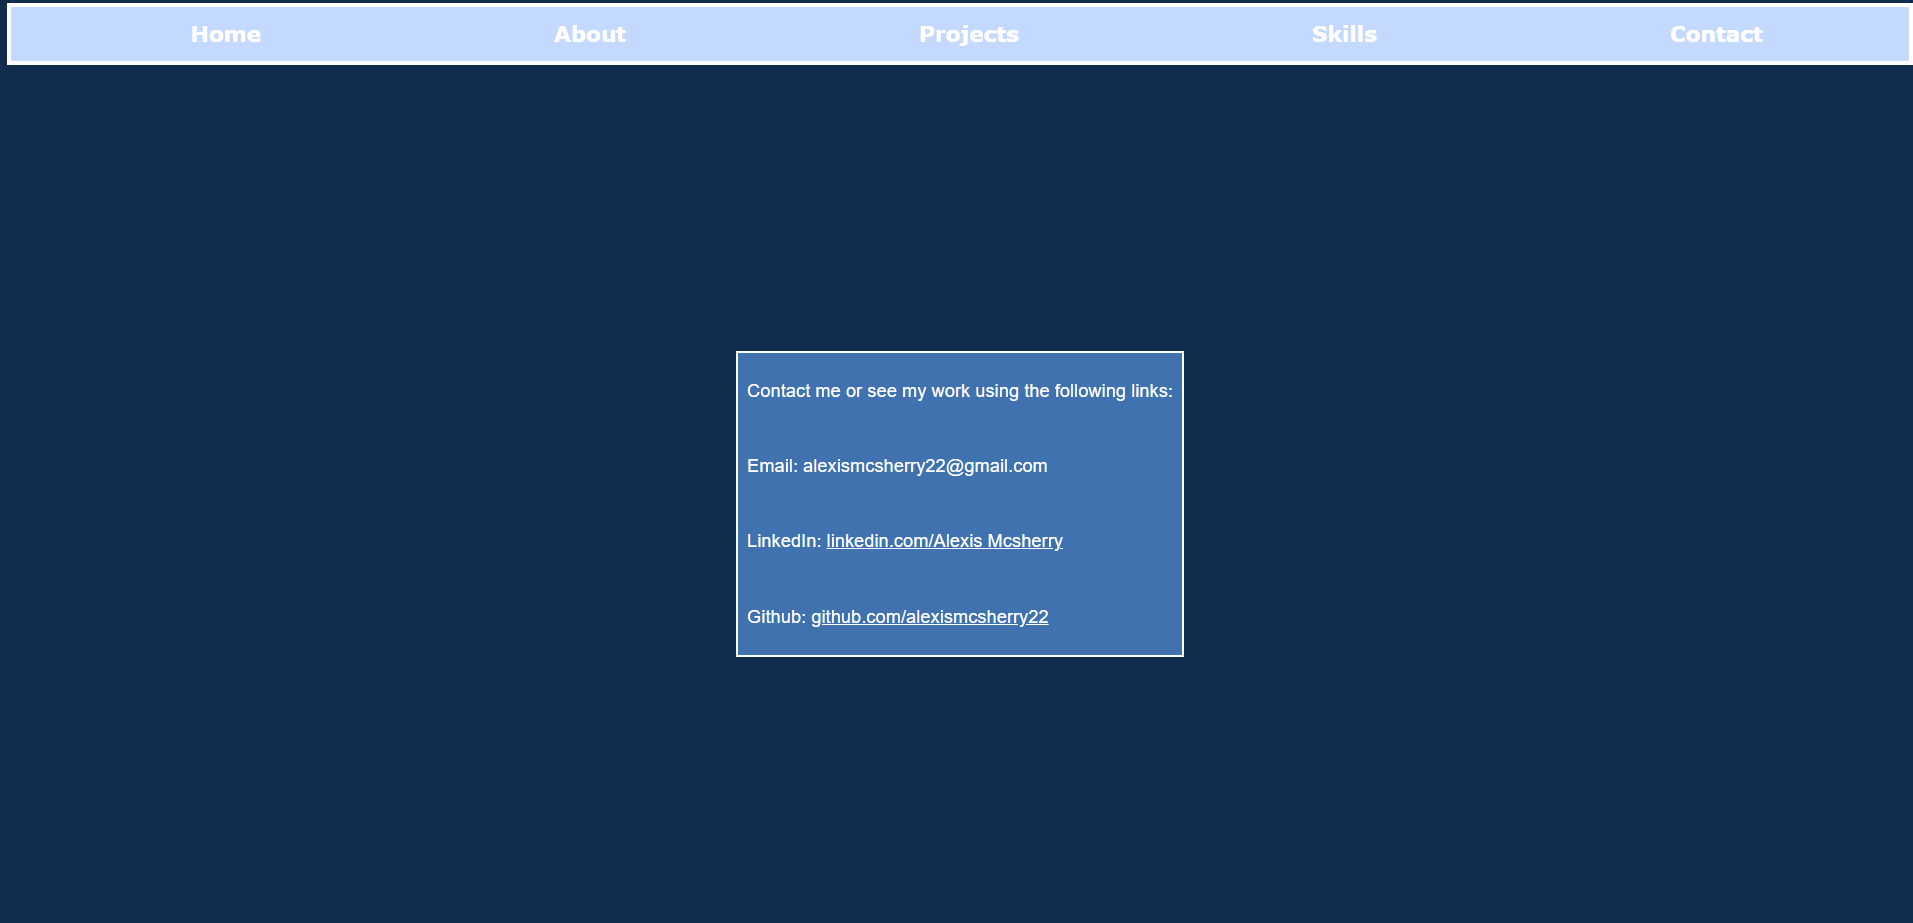 Home About Projects Skills Contact
Contact me or see my work using the following links:
Email: alexismcsherry22@gmail.com
LinkedIn: linkedin.com/Alexis Mcsherry
Github: github.com/alexismcsherry22